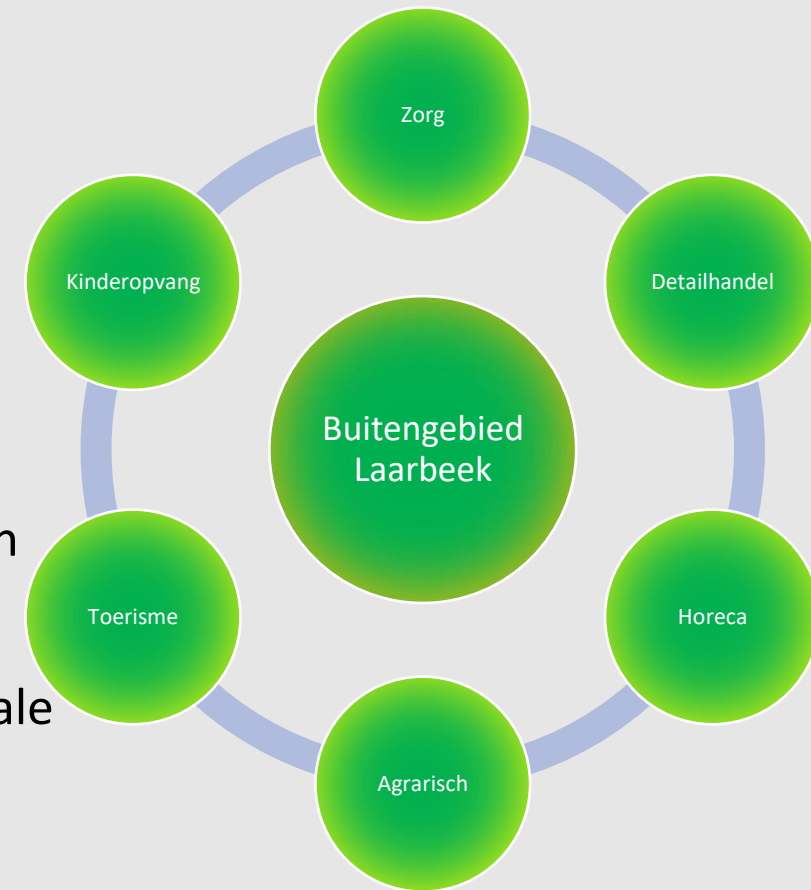 Zorg
Kinderopvang
Detailhandel
Buitengebied
Laarbeek
Toerisme
Horeca
Agrarisch